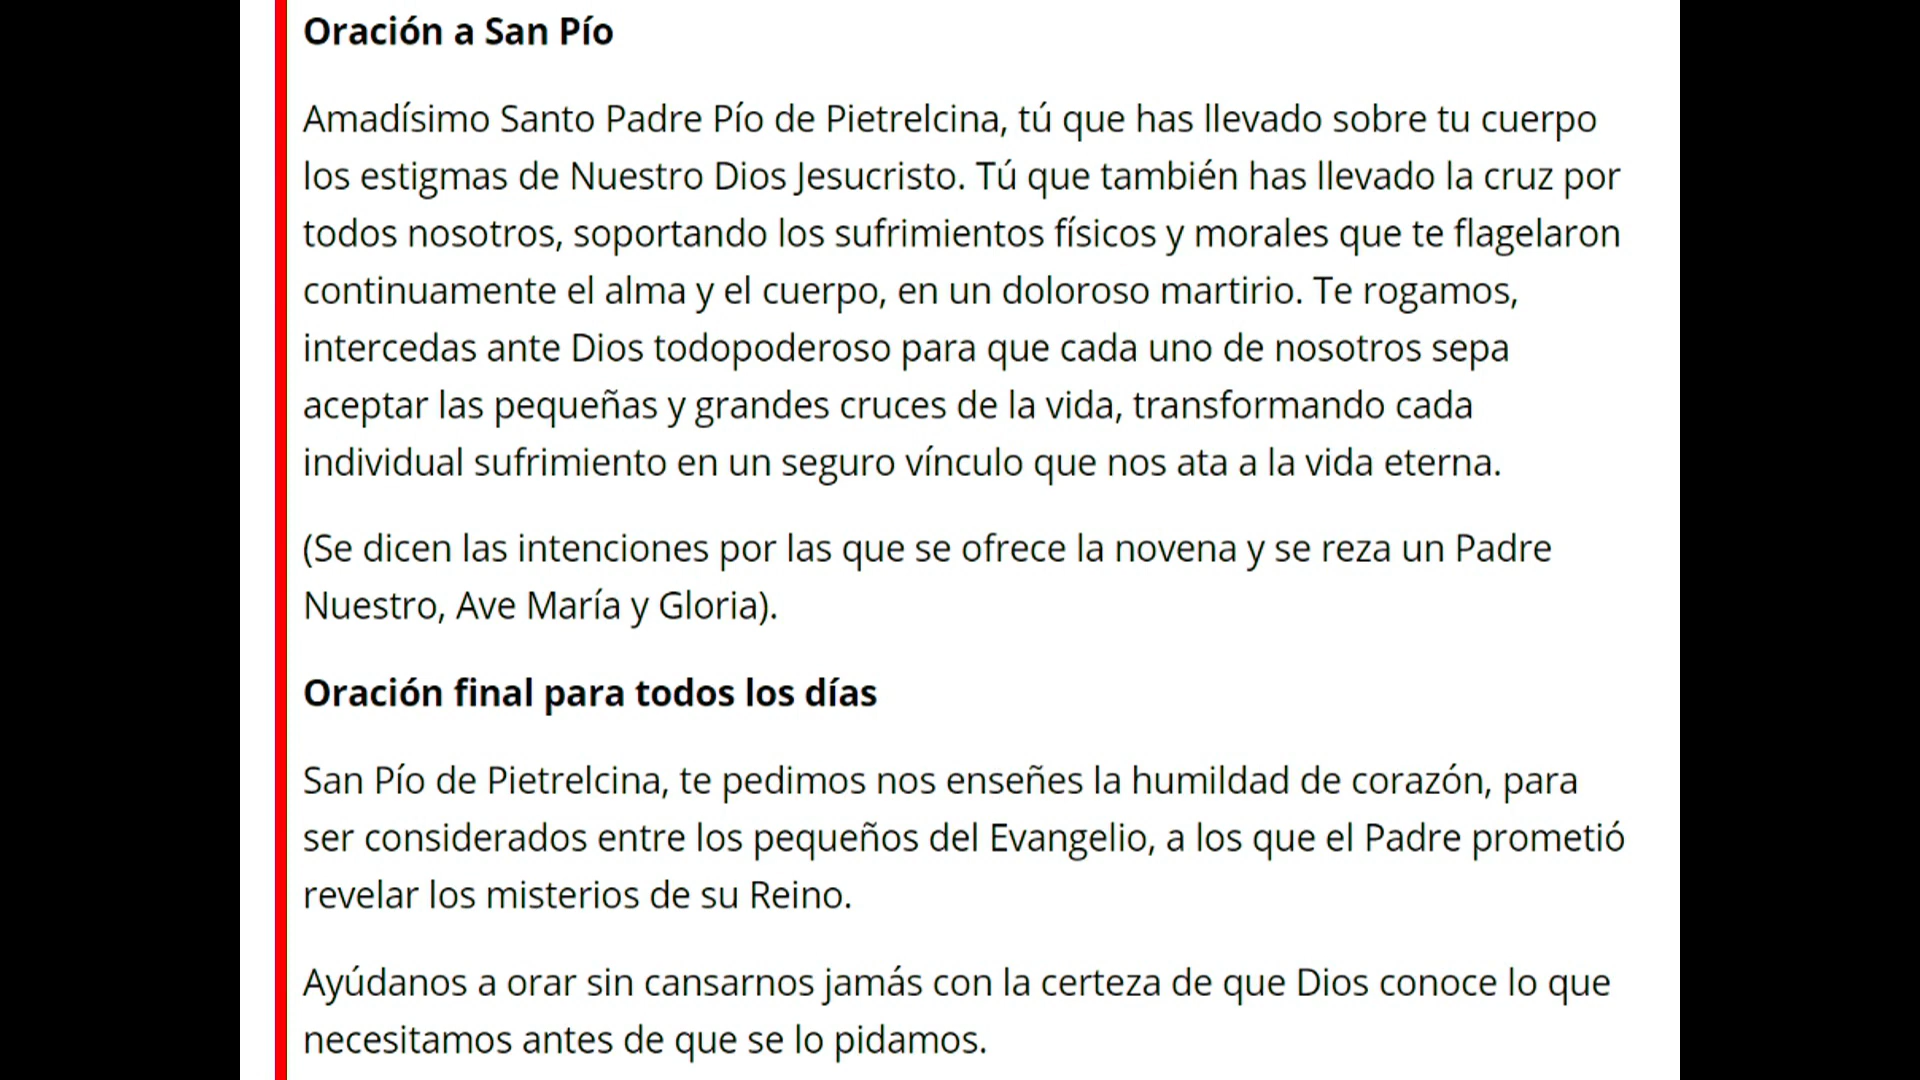 Oración a San Pío
Amadísimo Santo Padre Pío de Pietrelcina, tú que has llevado sobre tu cuerpo
los estigmas de Nuestro Dios Jesucristo. Tú que también has llevado la cruz por
todos nosotros, soportando los sufrimientos físicos y morales que te flagelaron
continuamente el alma y el cuerpo, en un doloroso martirio. Te rogamos,
intercedas ante Dios todopoderoso para que cada uno de nosotros sepa
aceptar las pequeñas y grandes cruces de la vida, transformando cada
individual sufrimiento en un seguro vínculo que nos ata a la vida eterna.
(Se dicen las intenciones por las que se ofrece la novena y se reza un Padre
Nuestro, Ave María y Gloria).
Oración final para todos los días
San Pío de Pietrelcina, te pedimos nos enseñes la humildad de corazón, para
ser considerados entre los pequeños del Evangelio, a los que el Padre prometió
revelar los misterios de su Reino.
Ayúdanos a orar sin cansarnos jamás con la certeza de que Dios conoce lo que
necesitamos antes de que se lo pidamos.